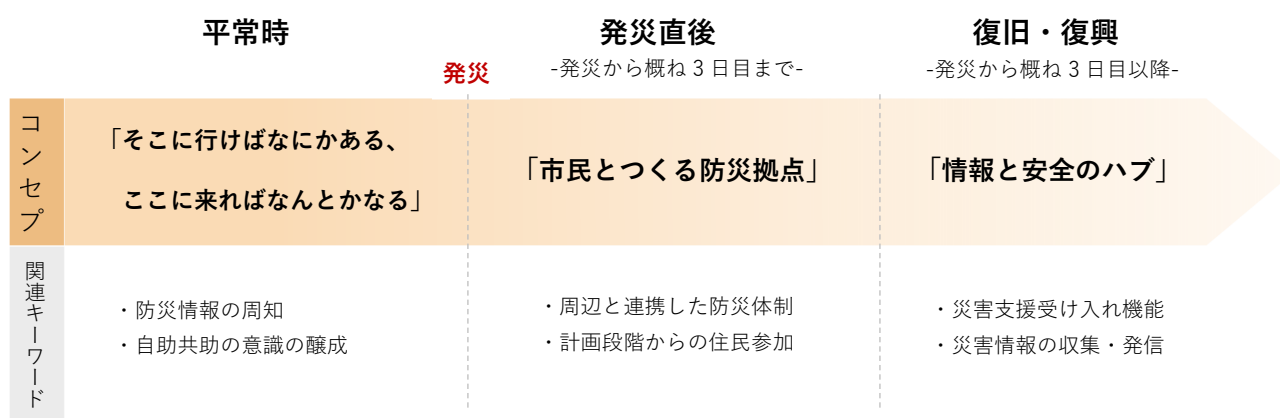 平常時
発災直後
復旧・復興
発災
-発災から概ね3日目まで-
-発災から概ね3日目以降-
コンセプ
「そこに行けばなにかある、
ここに来ればなんとかなる」
「市民とつくる防災拠点」
「情報と安全のハブ」
関連キーワード
・防災情報の周知
・自助共助の意識の醸成
・周辺と連携した防災体制
・計画段階からの住民参加
・災害支援受け入れ機能
・災害情報の収集・発信